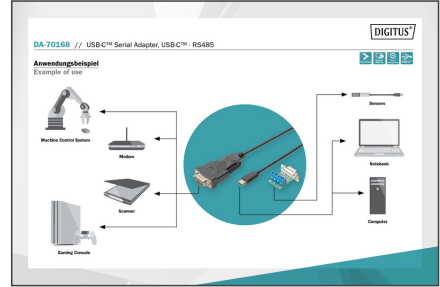 DIGITUS®
DA-70168 // USB-C™ Serial Adapter, USB-C™ - RS485
Anwendungsbeispiel
Example of use
Machine Control System
Modem
Scanner
Gaming Console
Sensors
Notebook
Computer